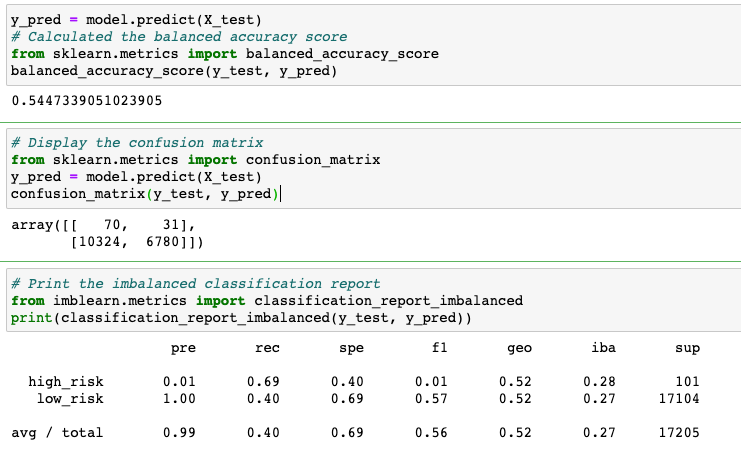 y_pred = model.predict(X_test)
# Calculated the balanced accuracy score
from sklearn.metrics import balanced_accuracy_score
balanced_accuracy_score(y_test, y_pred)
0.5447339051023905
# Display the confusion matrix
from sklearn.metrics import confusion_matrix
y_pred = model.predict(X_test)
confusion_matrix(y_test, y_pred)
array([[   70,    31],
       [10324,  6780]])
# Print the imbalanced classification report
from imblearn.metrics import classification_report_imbalanced
print(classification_report_imbalanced(y_test, y_pred))
pre rec spe f1 geo iba sup
high_risk 0.01 0.69 0.40 0.01 0.52 0.28 101
low_risk 1.00 0.40 0.69 0.57 0.52 0.27 17104
avg / total 0.99 0.40 0.69 0.56 0.52 0.27 17205